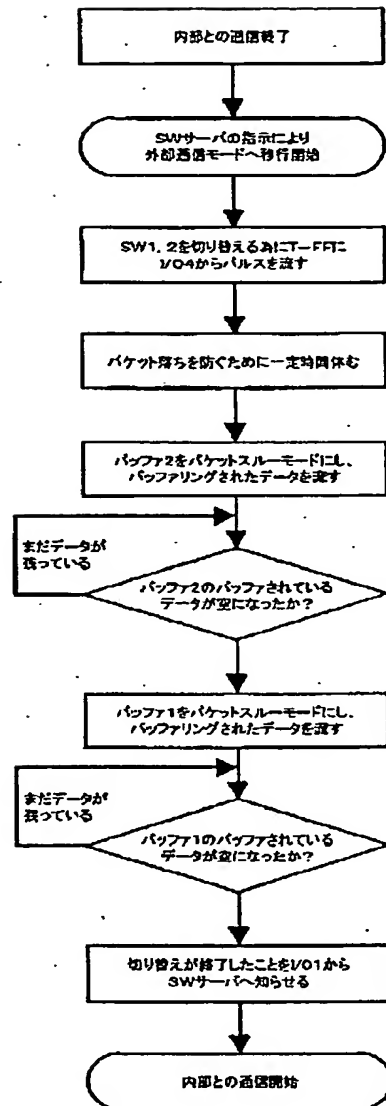 内部との通信終了
SWサーバの指示により
外部通信モードへ移行開始
SW1, 2を切り替える為にT-FFに
I/O4からパルスを流す
パケット落ちを防ぐために一定時間休む
バッファ2をパケットスルーモードにし、
バッファリングされたデータを流す
まだデータが
残っている
バッファ2のバッファされている
データが空になったか?
バッファ1をパケットスルーモードにし、
バッファリングされたデータを流す
まだデータが
残っている
バッファ1のバッファされている
データが空になったか?
切り替えが終了したことをI/O1から
SWサーバへ知らせる
内部との通信開始